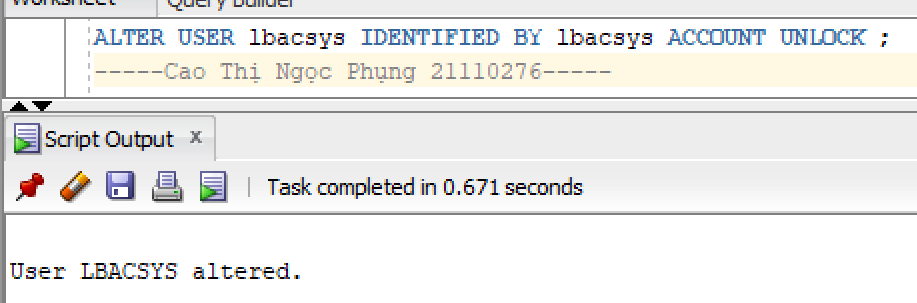 Worksheet Query Builder
ALTER USER lbacsys IDENTIFIED BY lbacsys ACCOUNT UNLOCK ;
-----Cao Thị Ngọc Phụng 21110276-----
Script Output x
Task completed in 0.671 seconds
User LBACSYS altered.